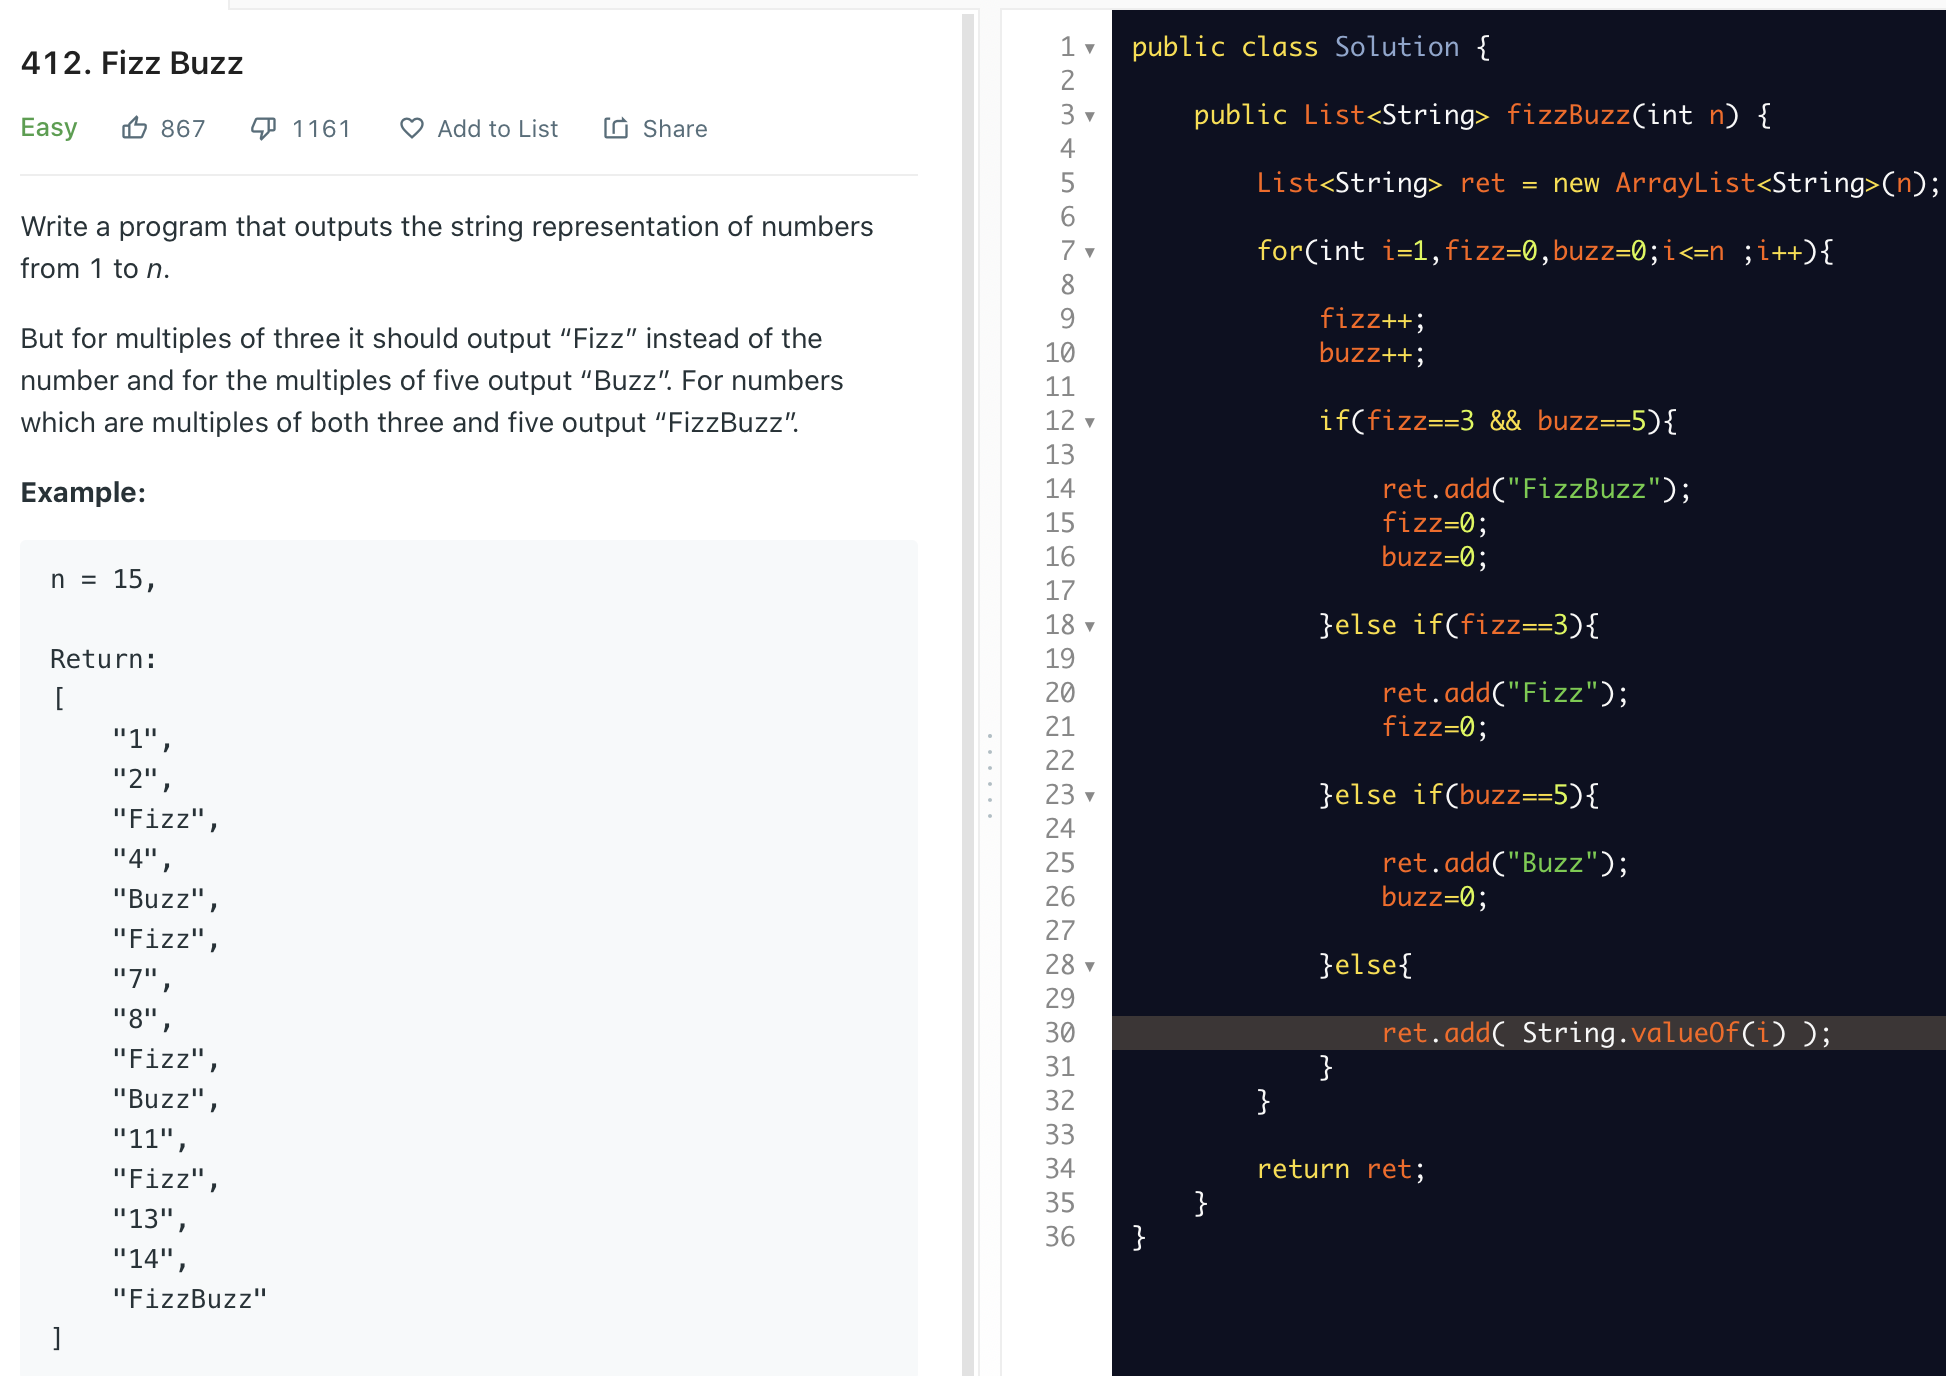 412. Fizz Buzz
Easy 867 1161 Add to List Share
Write a program that outputs the string representation of numbers
from 1 to n.
But for multiples of three it should output “Fizz” instead of the
number and for the multiples of five output “Buzz”. For numbers
which are multiples of both three and five output “FizzBuzz”.
Example:
n = 15,
Return:
[
    "1",
    "2",
    "Fizz",
    "4",
    "Buzz",
    "Fizz",
    "7",
    "8",
    "Fizz",
    "Buzz",
    "11",
    "Fizz",
    "13",
    "14",
    "FizzBuzz"
]
1 public class Solution {
2
3     public List<String> fizzBuzz(int n) {
4
5         List<String> ret = new ArrayList<String>(n);
6
7         for(int i=1,fizz=0,buzz=0;i<=n ;i++){
8
9             fizz++;
10             buzz++;
11
12             if(fizz==3 && buzz==5){
13
14                 ret.add("FizzBuzz");
15                 fizz=0;
16                 buzz=0;
17
18             }else if(fizz==3){
19
20                 ret.add("Fizz");
21                 fizz=0;
22
23             }else if(buzz==5){
24
25                 ret.add("Buzz");
26                 buzz=0;
27
28             }else{
29
30                 ret.add( String.valueOf(i) );
31             }
32         }
33
34         return ret;
35     }
36 }